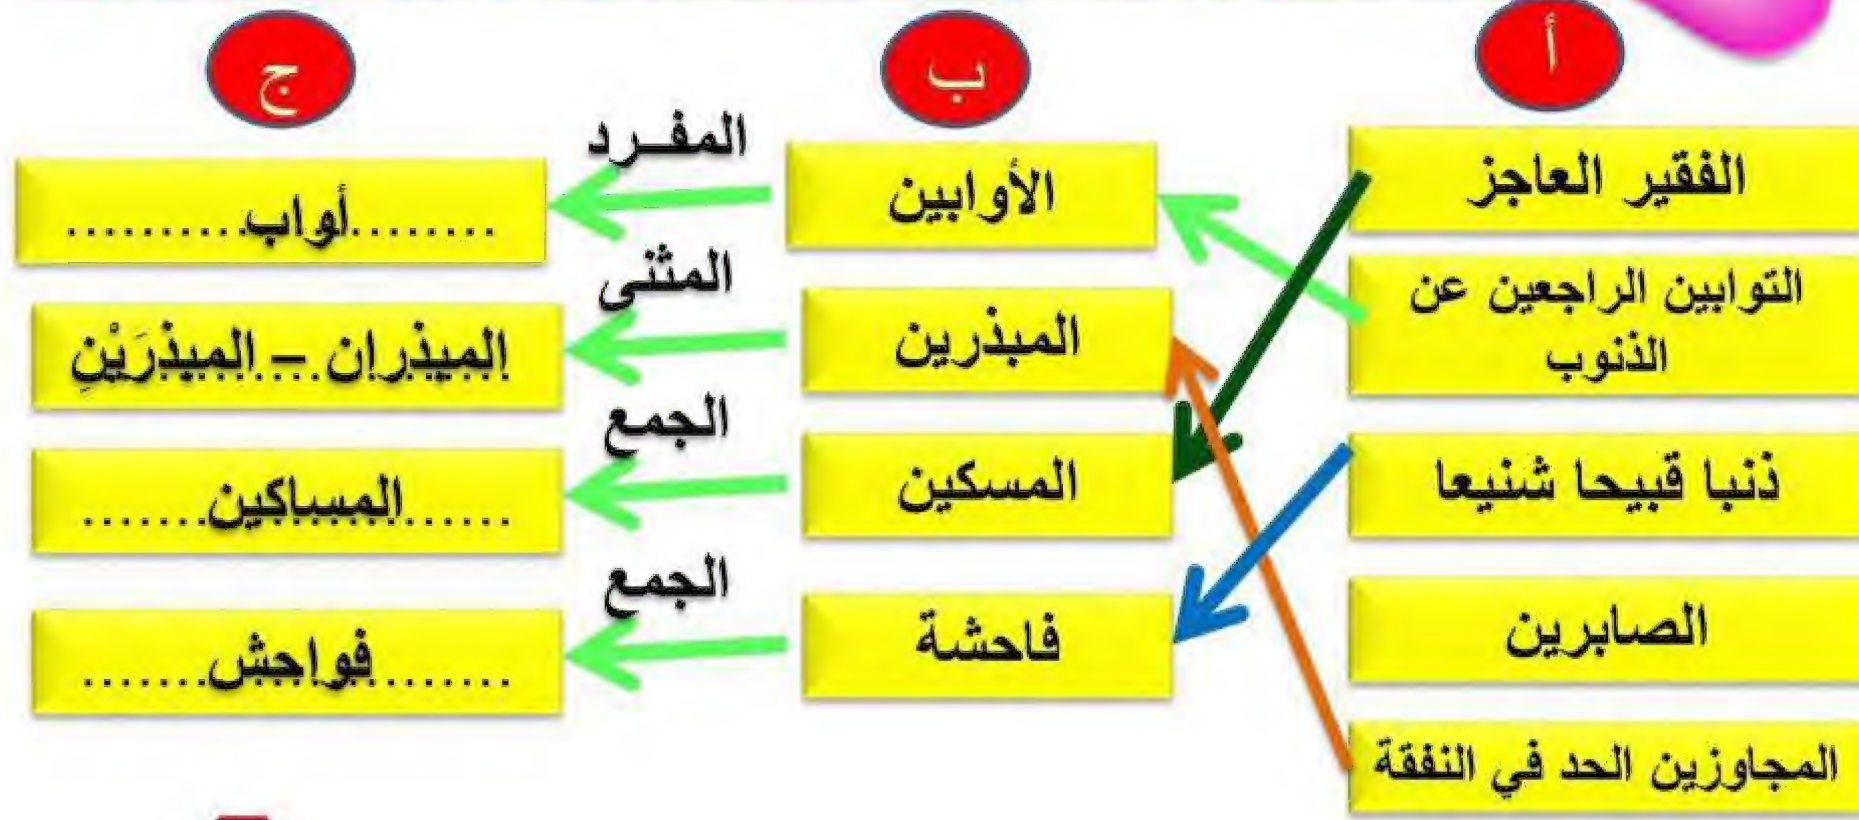 أ
ب
ج
الفقير العاجز
الأوابين
المفـرد
........أواب..........
التوابين الراجعين عن
الذنوب
المبذرين
المثنى
المبذران – المبذرَيْنِ
ذنبا قبيحا شنيعا
المسكين
الجمع
المساكين
الصابرين
فاحشة
الجمع
فواحش
المجاوزين الحد في النفقة